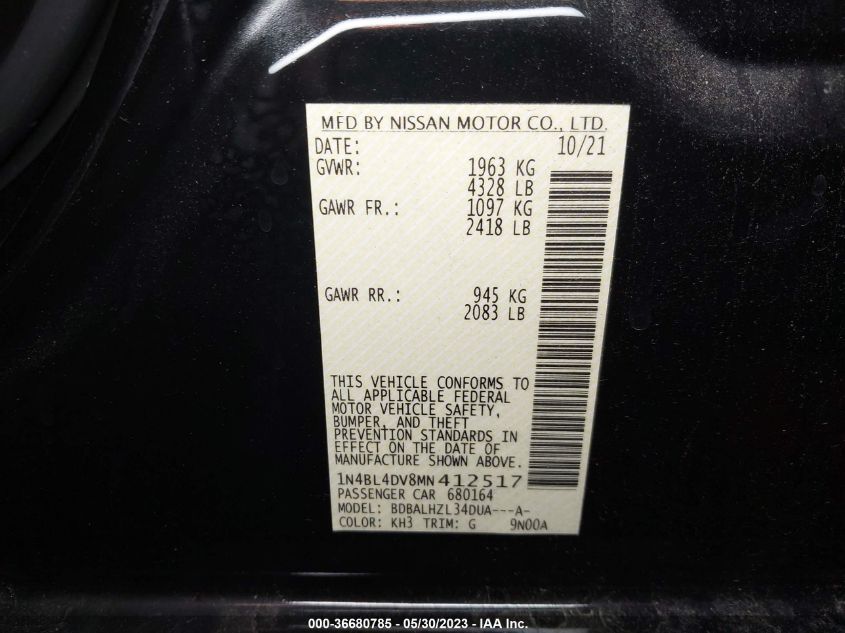 MFD BY NISSAN MOTOR CO., LTD.
DATE: 10/21
GVWR: 1963 KG
4328 LB
GAWR FR.: 1097 KG
2418 LB
GAWR RR.: 945 KG
2083 LB
THIS VEHICLE CONFORMS TO
ALL APPLICABLE FEDERAL
MOTOR VEHICLE SAFETY,
BUMPER, AND THEFT
PREVENTION STANDARDS IN
EFFECT ON THE DATE OF
MANUFACTURE SHOWN ABOVE.
1N4BL4DV8MN412517
PASSENGER CAR 680164
MODEL: BDBALHZL34DUA---A-
COLOR: KH3 TRIM: G 9N00A
000-36680785 - 05/30/2023 - IAA Inc.